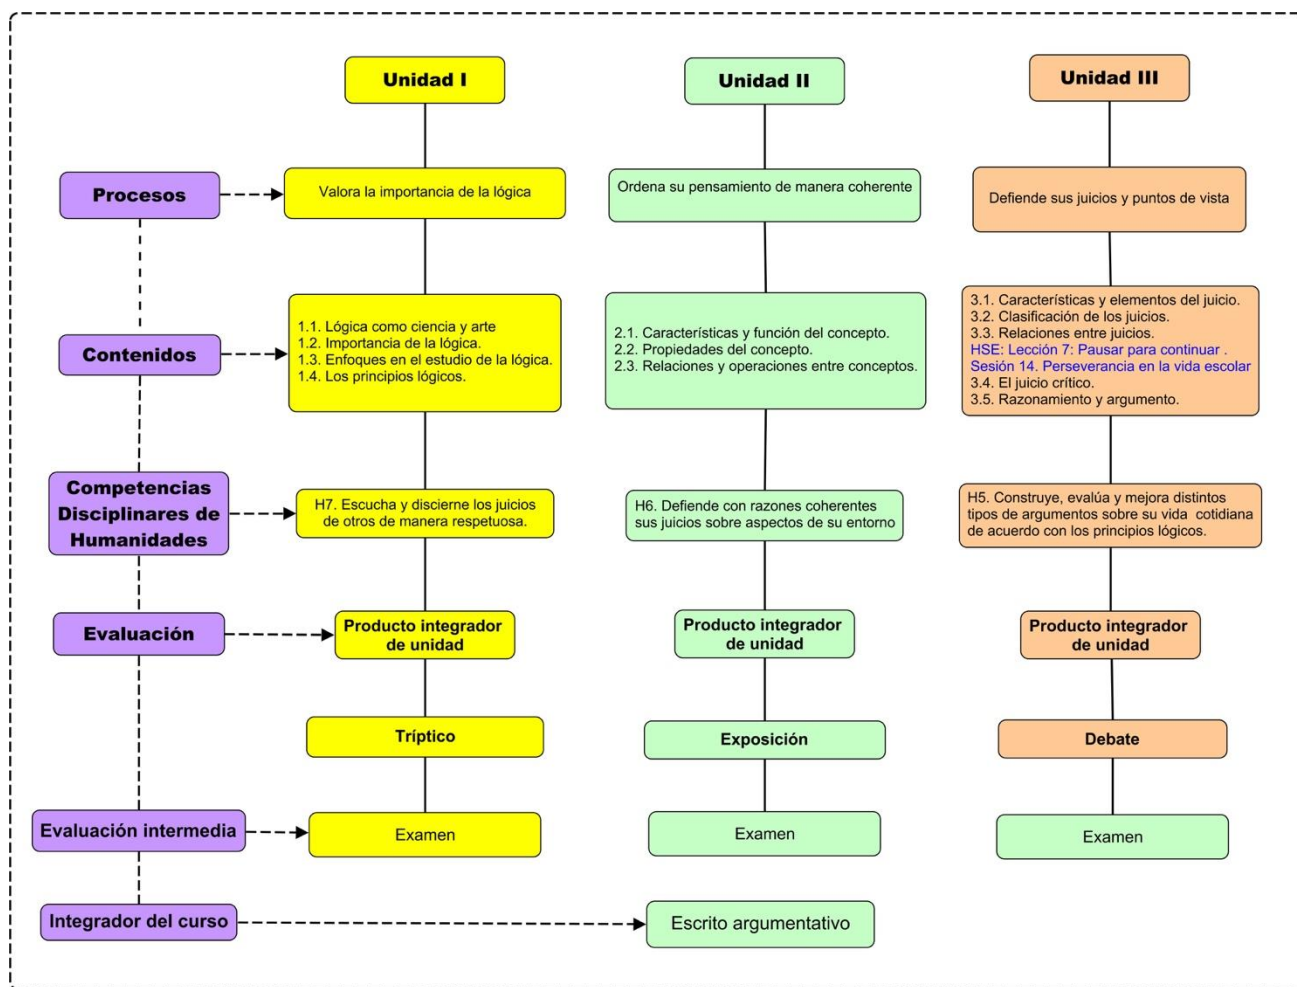 Unidad I
Unidad II
Unidad III
Procesos
Valora la importancia de la lógica
Ordena su pensamiento de manera coherente
Defiende sus juicios y puntos de vista
Contenidos
1.1. Lógica como ciencia y arte
1.2. Importancia de la lógica.
1.3. Enfoques en el estudio de la lógica.
1.4. Los principios lógicos.
2.1. Características y función del concepto.
2.2. Propiedades del concepto.
2.3. Relaciones y operaciones entre conceptos.
3.1. Características y elementos del juicio.
3.2. Clasificación de los juicios.
3.3. Relaciones entre juicios.
HSE: Lección 7: Pausar para continuar .
Sesión 14. Perseverancia en la vida escolar
3.4. El juicio crítico.
3.5. Razonamiento y argumento.
Competencias
Disciplinares de
Humanidades
H7. Escucha y discierne los juicios
de otros de manera respetuosa.
H6. Defiende con razones coherentes
sus juicios sobre aspectos de su entorno
H5. Construye, evalúa y mejora distintos
tipos de argumentos sobre su vida cotidiana
de acuerdo con los principios lógicos.
Evaluación
Producto integrador
de unidad
Producto integrador
de unidad
Producto integrador
de unidad
Tríptico
Exposición
Debate
Evaluación intermedia
Examen
Examen
Examen
Integrador del curso
Escrito argumentativo